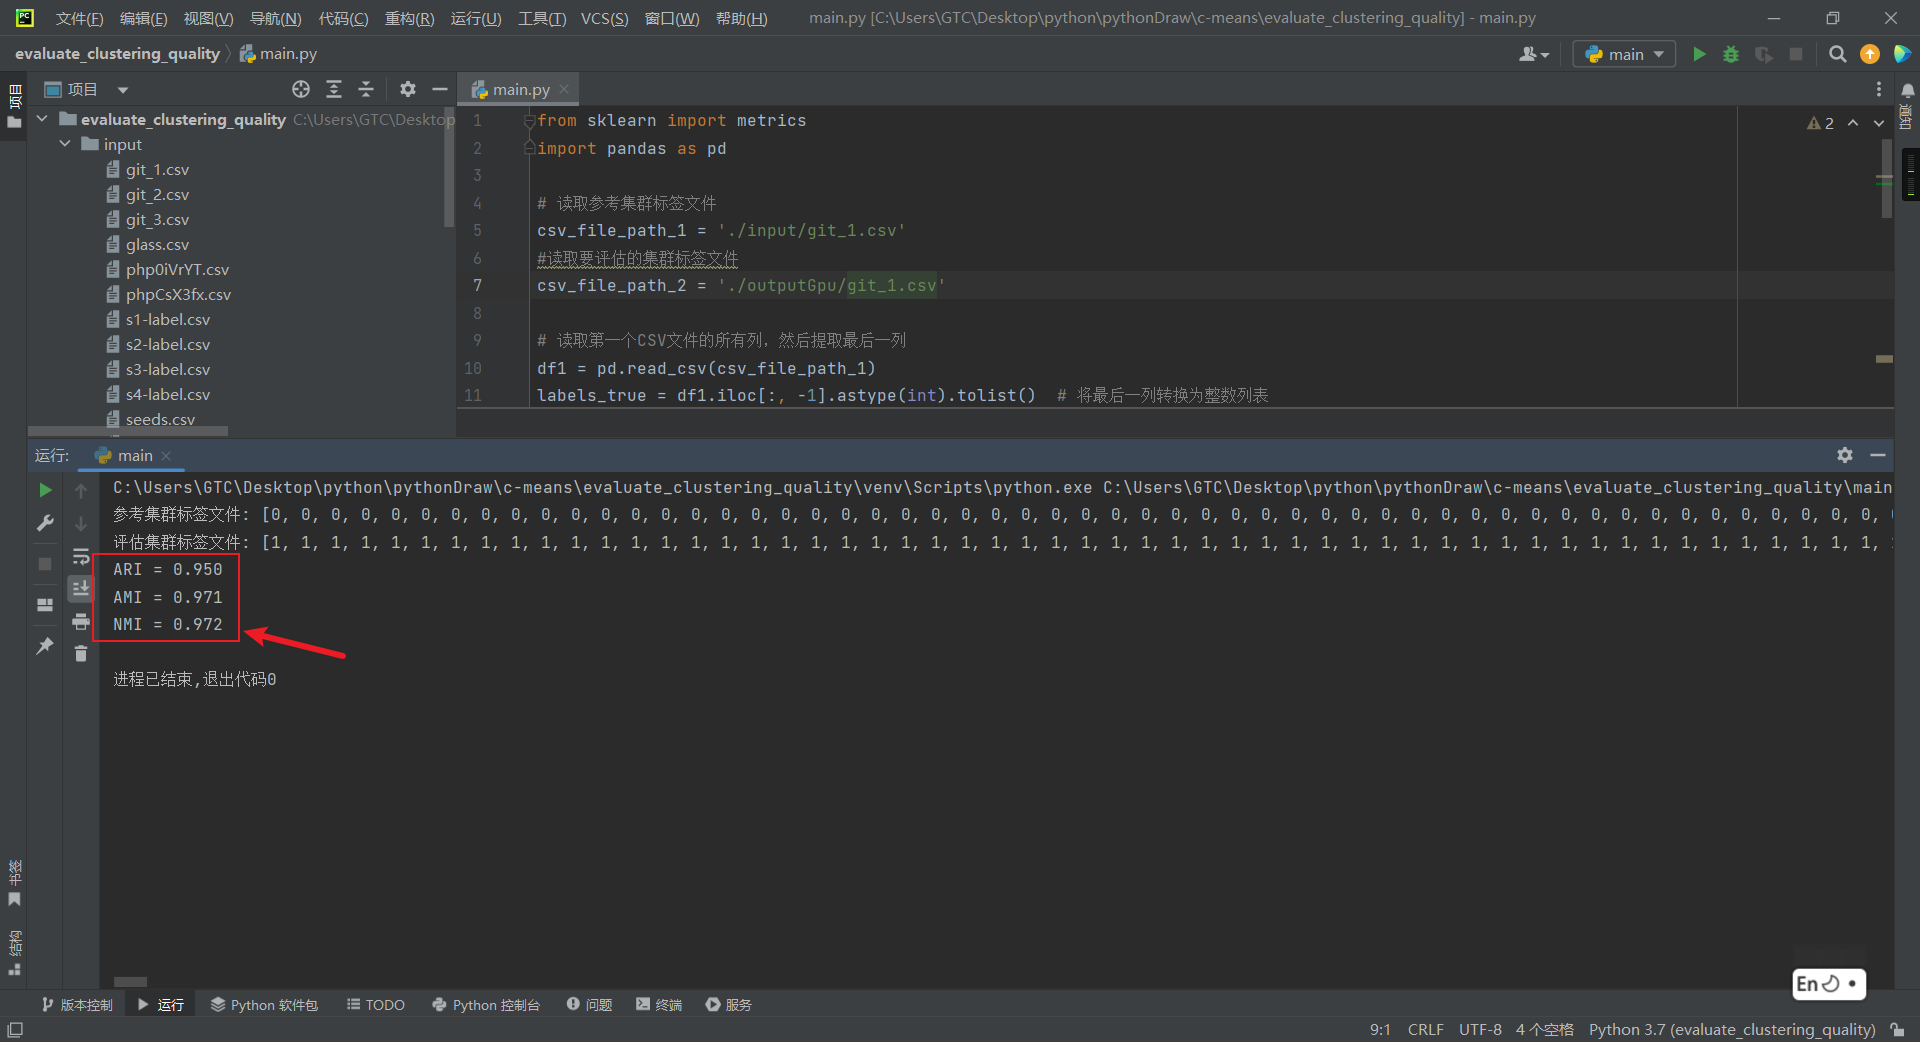 文件(F) 编辑(E) 视图(V) 导航(N) 代码(C) 重构(R) 运行(U) 工具(T) VCS(S) 窗口(W) 帮助(H) main.py [C:\Users\GTC\Desktop\python\pythonDraw\c-means\evaluate_clustering_quality] - main.py
evaluate_clustering_quality main.py
main
项目
项目
main.py
通知
evaluate_clustering_quality C:\Users\GTC\Desktop
input
git_1.csv
git_2.csv
git_3.csv
glass.csv
php0iVrYT.csv
phpCsX3fx.csv
s1-label.csv
s2-label.csv
s3-label.csv
s4-label.csv
seeds.csv
2
1 from sklearn import metrics
2 import pandas as pd
3
4 # 读取参考集群标签文件
5 csv_file_path_1 = './input/git_1.csv'
6 #读取要评估的集群标签文件
7 csv_file_path_2 = './outputGpu/git_1.csv'
8
9 # 读取第一个CSV文件的所有列，然后提取最后一列
10 df1 = pd.read_csv(csv_file_path_1)
11 labels_true = df1.iloc[:, -1].astype(int).tolist()  # 将最后一列转换为整数列表
运行: main
C:\Users\GTC\Desktop\python\pythonDraw\c-means\evaluate_clustering_quality\venv\Scripts\python.exe C:\Users\GTC\Desktop\python\pythonDraw\c-means\evaluate_clustering_quality\main
参考集群标签文件: [0, 0, 0, 0, 0, 0, 0, 0, 0, 0, 0, 0, 0, 0, 0, 0, 0, 0, 0, 0, 0, 0, 0, 0, 0, 0, 0, 0, 0, 0, 0, 0, 0, 0, 0, 0, 0, 0, 0, 0, 0, 0, 0, 0, 0, 0, 0, 0, 0, 0, 0, 0, 0, 0,
评估集群标签文件: [1, 1, 1, 1, 1, 1, 1, 1, 1, 1, 1, 1, 1, 1, 1, 1, 1, 1, 1, 1, 1, 1, 1, 1, 1, 1, 1, 1, 1, 1, 1, 1, 1, 1, 1, 1, 1, 1, 1, 1, 1, 1, 1, 1, 1, 1, 1, 1, 1, 1, 1, 1, 1, 1,
ARI = 0.950
AMI = 0.971
NMI = 0.972
进程已结束,退出代码0
书签
结构
En
版本控制 运行 Python 软件包 TODO Python 控制台 问题 终端 服务
9:1 CRLF UTF-8 4 个空格 Python 3.7 (evaluate_clustering_quality)